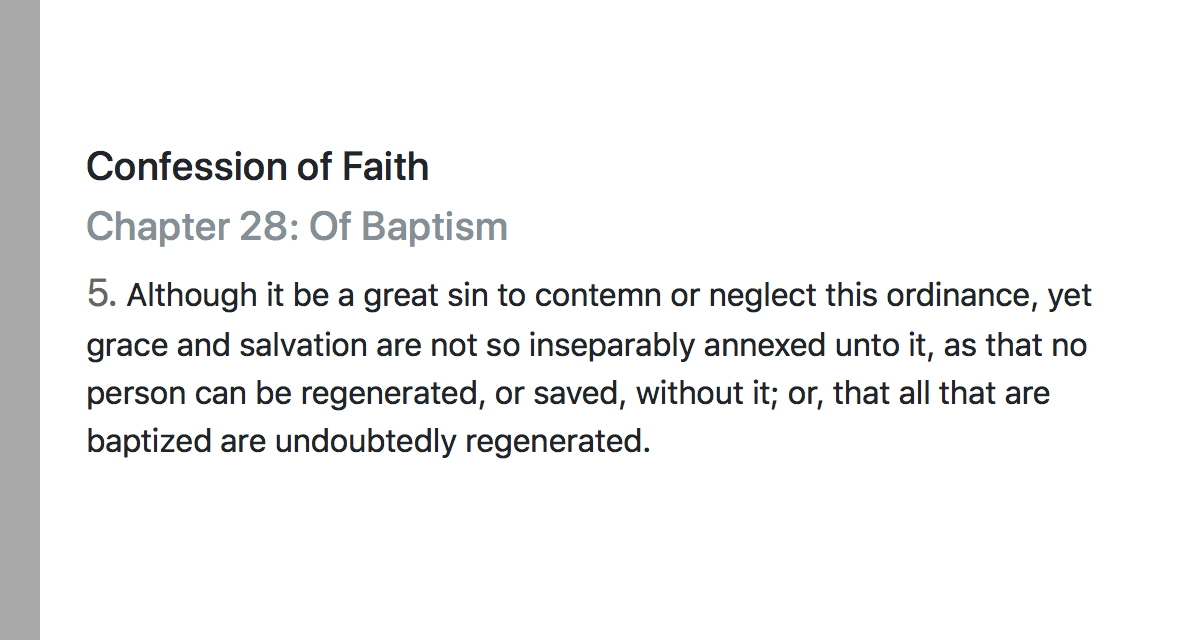 Confession of Faith
Chapter 28: Of Baptism
5. Although it be a great sin to contemn or neglect this ordinance, yet
grace and salvation are not so inseparably annexed unto it, as that no
person can be regenerated, or saved, without it; or, that all that are
baptized are undoubtedly regenerated.